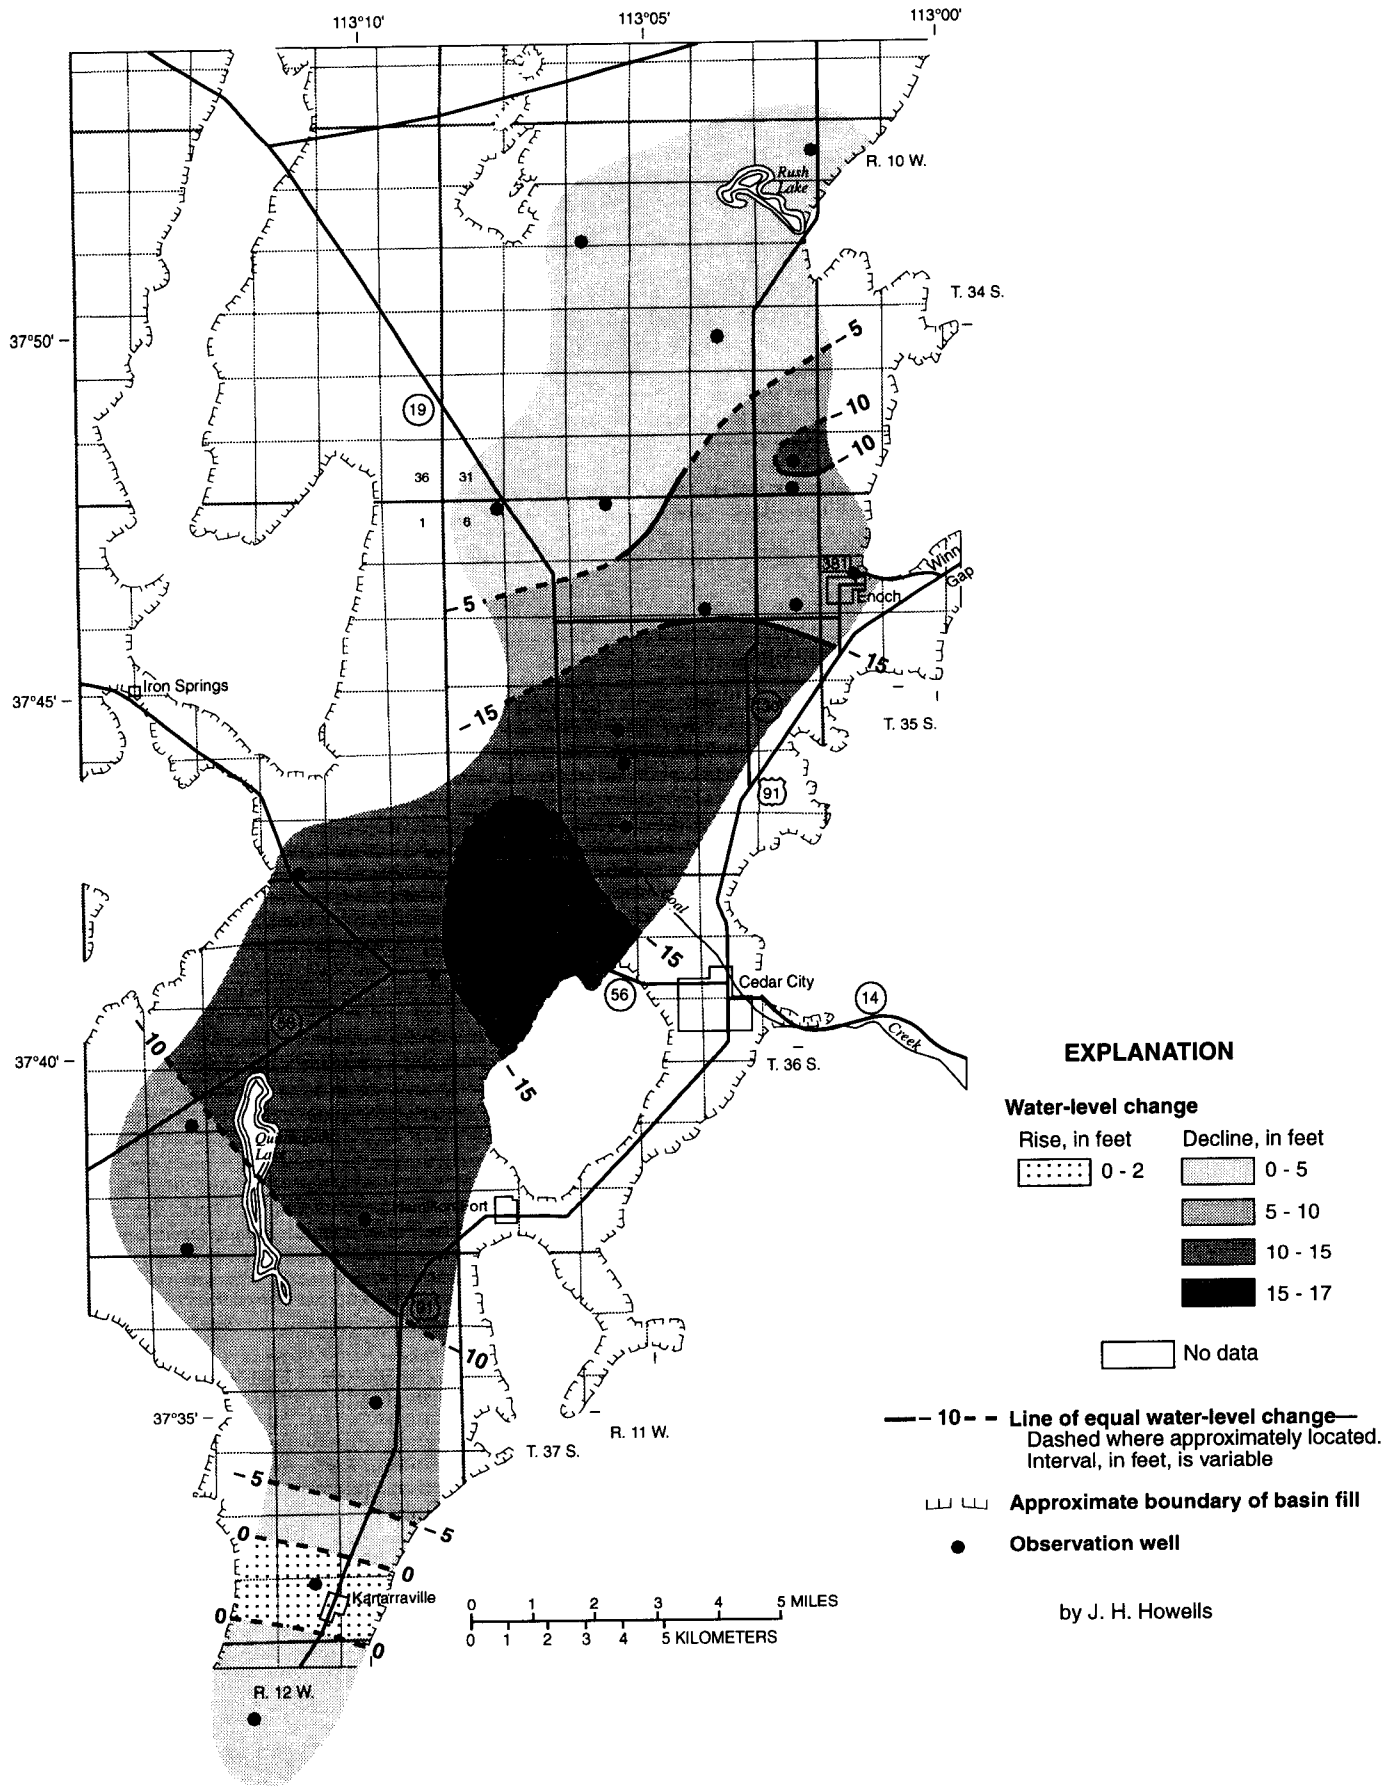 113°10'
113°05'
113°00'
R. 10 W.
Rush
Lake
T. 34 S.
37°50'
5
10
10
19
36
31
1
6
381
Winn
Gap
Enoch
5
15
Iron Springs
37°45'
15
T. 35 S.
91
15
Cedar City
56
14
Creek
10
37°40'
15
T. 36 S.
91
10
37°35'
R. 11 W.
T. 37 S.
5
5
0
0
Kanarraville
0
0
R. 12 W.
0 1 2 3 4 5 MILES
0 1 2 3 4 5 KILOMETERS
EXPLANATION
Water-level change
Rise, in feet
Decline, in feet
0 - 2
0 - 5
5 - 10
10 - 15
15 - 17
No data
10
Line of equal water-level change—
Dashed where approximately located.
Interval, in feet, is variable
Approximate boundary of basin fill
Observation well
by J. H. Howells